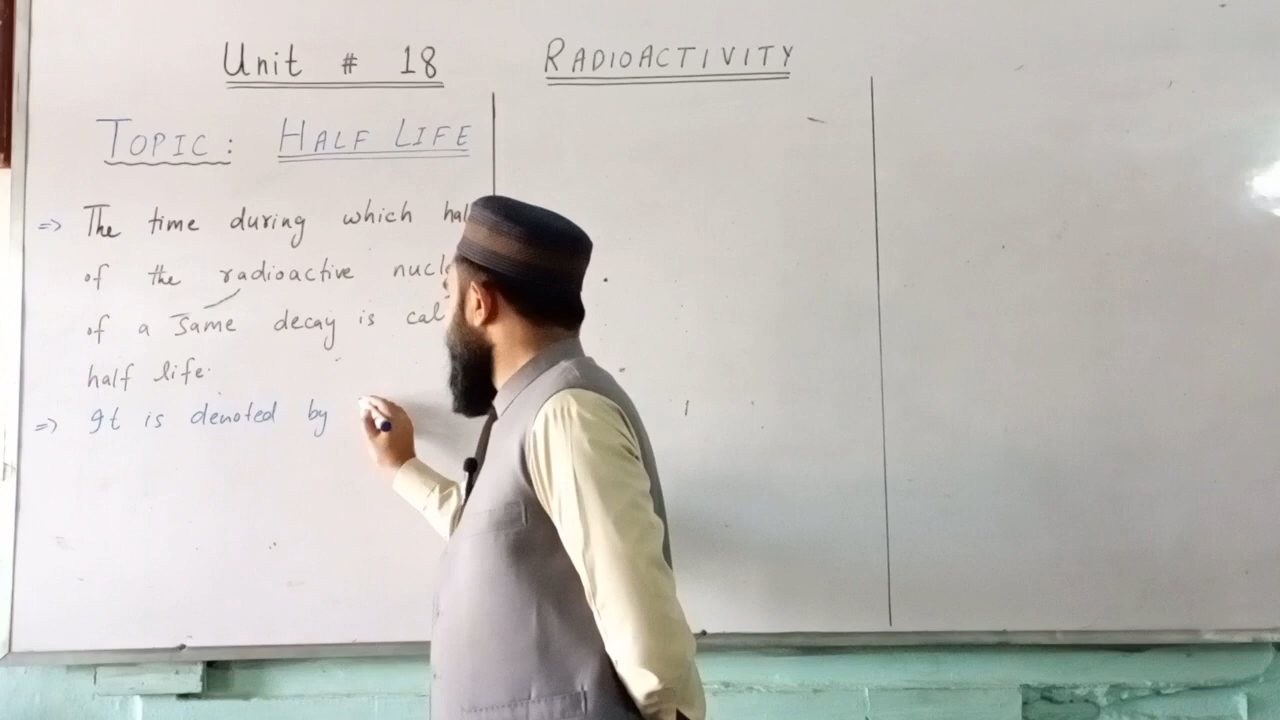 Unit # 18 RADIOACTIVITY
TOPIC: HALF LIFE
=> The time during which
of the radioactive
of a same decay is
half life.
=> It is denoted by